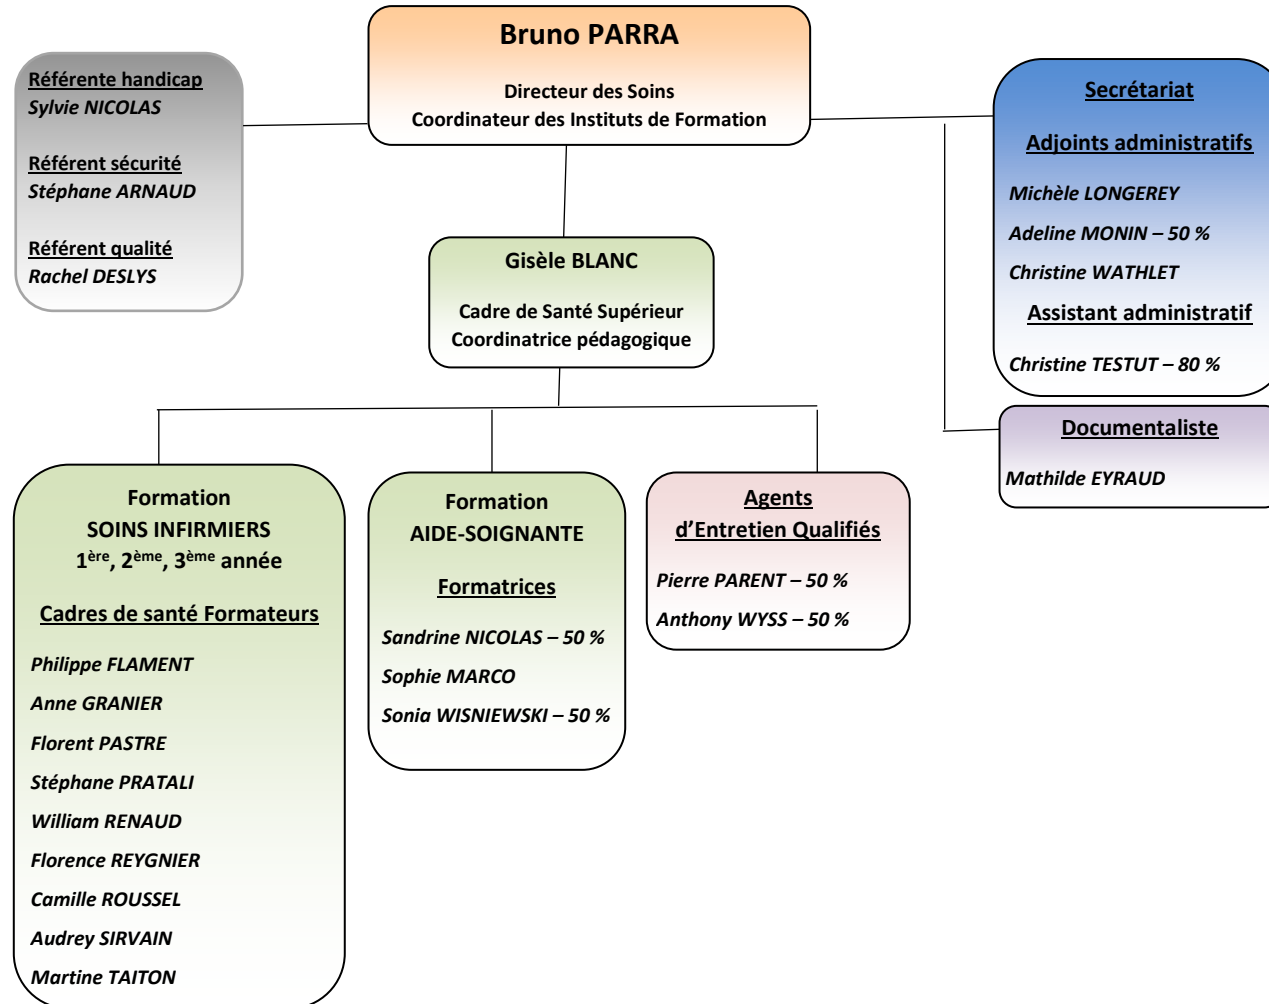 Bruno PARRA
Directeur des Soins
Coordinateur des Instituts de Formation
Référente handicap
Sylvie NICOLAS
Référent sécurité
Stéphane ARNAUD
Référent qualité
Rachel DESLYS
Secrétariat
Adjoints administratifs
Michèle LONGEREY
Adeline MONIN – 50 %
Christine WATHLET
Assistant administratif
Christine TESTUT – 80 %
Documentaliste
Mathilde EYRAUD
Gisèle BLANC
Cadre de Santé Supérieur
Coordinatrice pédagogique
Formation
SOINS INFIRMIERS
1ère, 2ème, 3ème année
Cadres de santé Formateurs
Philippe FLAMENT
Anne GRANIER
Florent PASTRE
Stéphane PRATALI
William RENAUD
Florence REYGNIER
Camille ROUSSEL
Audrey SIRVAIN
Martine TAITON
Formation
AIDE-SOIGNANTE
Formatrices
Sandrine NICOLAS – 50 %
Sophie MARCO
Sonia WISNIEWSKI – 50 %
Agents
d'Entretien Qualifiés
Pierre PARENT – 50 %
Anthony WYSS – 50 %